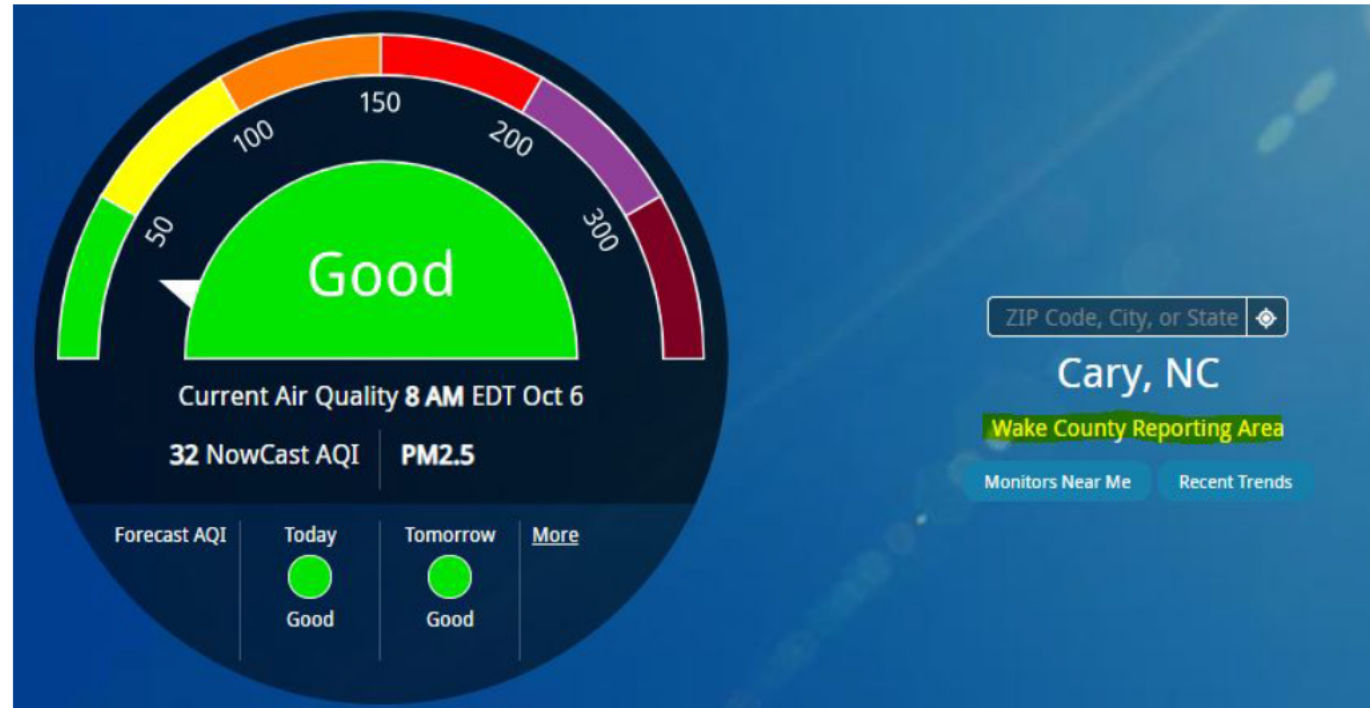 50
100
150
200
300
Good
Current Air Quality 8 AM EDT Oct 6
32 NowCast AQI PM2.5
Forecast AQI Today Tomorrow More
Good Good
ZIP Code, City, or State
Cary, NC
Wake County Reporting Area
Monitors Near Me Recent Trends